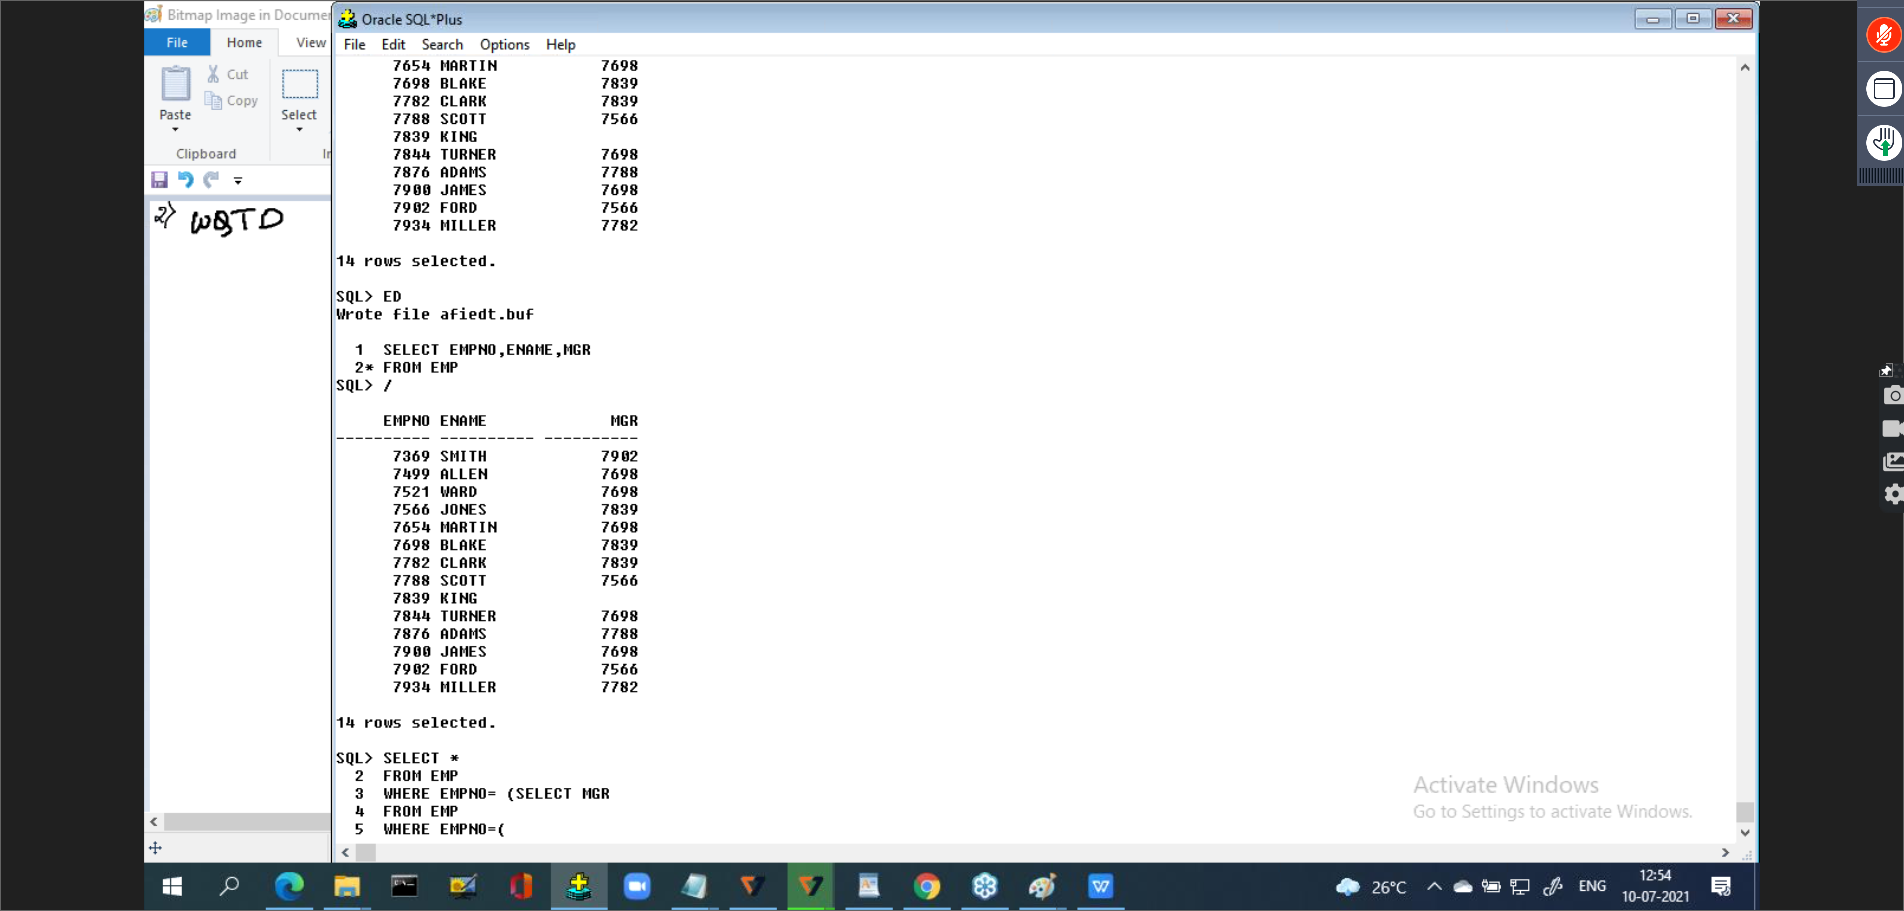 Bitmap Image in Documen
File Home View
Paste
Cut
Copy
Select
Clipboard
2) WQTD
Oracle SQL*Plus
File Edit Search Options Help
7654 MARTIN 7698
7698 BLAKE 7839
7782 CLARK 7839
7788 SCOTT 7566
7839 KING
7844 TURNER 7698
7876 ADAMS 7788
7900 JAMES 7698
7902 FORD 7566
7934 MILLER 7782
14 rows selected.
SQL> ED
Wrote file afiedt.buf
1 SELECT EMPNO,ENAME,MGR
2* FROM EMP
SQL> /
EMPNO ENAME MGR
---------- ---------- ----------
7369 SMITH 7902
7499 ALLEN 7698
7521 WARD 7698
7566 JONES 7839
7654 MARTIN 7698
7698 BLAKE 7839
7782 CLARK 7839
7788 SCOTT 7566
7839 KING
7844 TURNER 7698
7876 ADAMS 7788
7900 JAMES 7698
7902 FORD 7566
7934 MILLER 7782
14 rows selected.
SQL> SELECT *
2 FROM EMP
3 WHERE EMPNO= (SELECT MGR
4 FROM EMP
5 WHERE EMPNO=(
Activate Windows
Go to Settings to activate Windows.
26°C ENG 12:54
10-07-2021